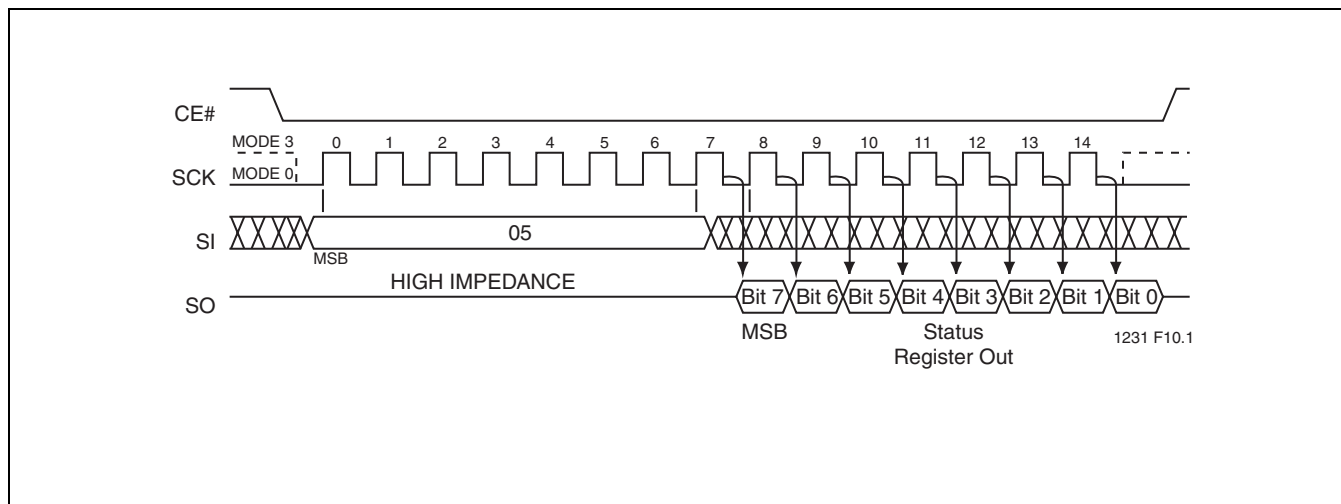 CE#
MODE 3 0 1 2 3 4 5 6 7 8 9 10 11 12 13 14
SCK MODE 0
SI 05
MSB
HIGH IMPEDANCE
SO Bit 7 Bit 6 Bit 5 Bit 4 Bit 3 Bit 2 Bit 1 Bit 0
MSB Status 1231 F10.1
Register Out